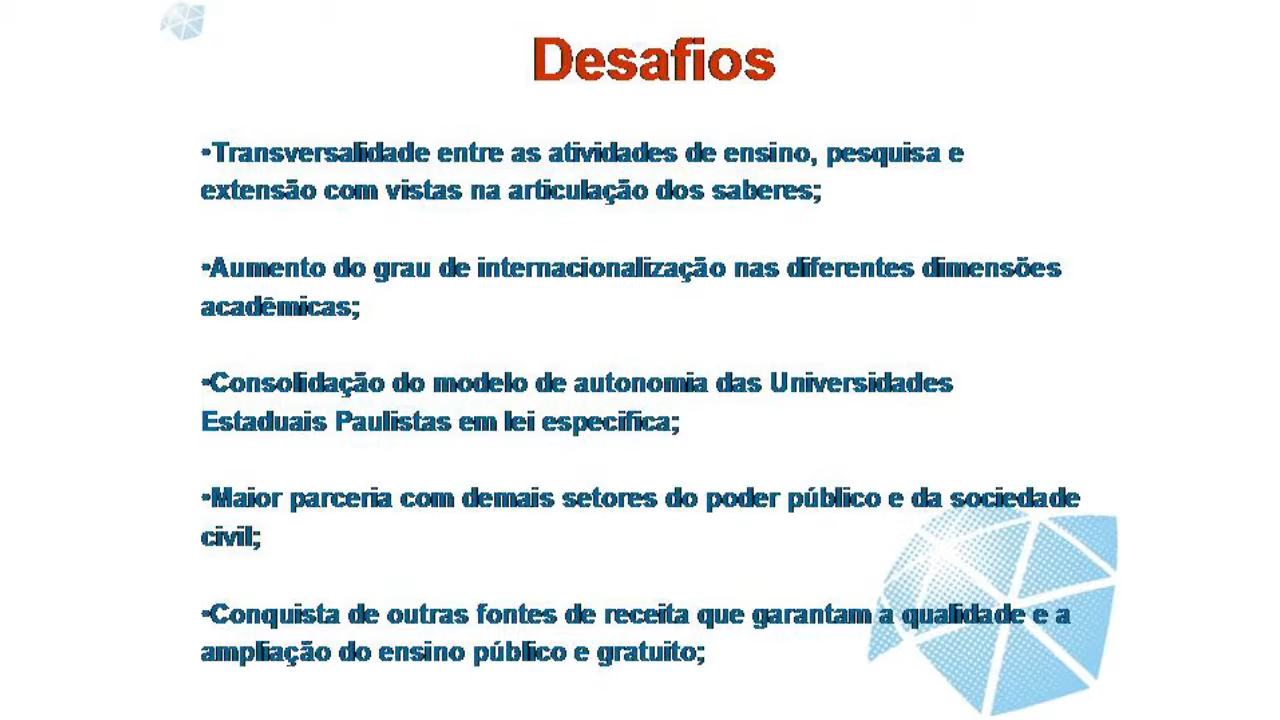 Desafios
•Transversalidade entre as atividades de ensino, pesquisa e
extensão com vistas na articulação dos saberes;
•Aumento do grau de internacionalização nas diferentes dimensões
acadêmicas;
•Consolidação do modelo de autonomia das Universidades
Estaduais Paulistas em lei específica;
•Maior parceria com demais setores do poder público e da sociedade
civil;
•Conquista de outras fontes de receita que garantam a qualidade e a
ampliação do ensino público e gratuito;